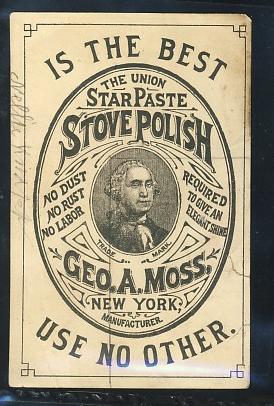 IS THE BEST
THE UNION
STAR PASTE
STOVE POLISH
NO DUST
NO RUST
NO LABOR
REQUIRED
TO GIVE AN
ELEGANT SHINE
TRADE MARK.
GEO. A. MOSS,
NEW YORK,
MANUFACTURER.
USE NO OTHER.